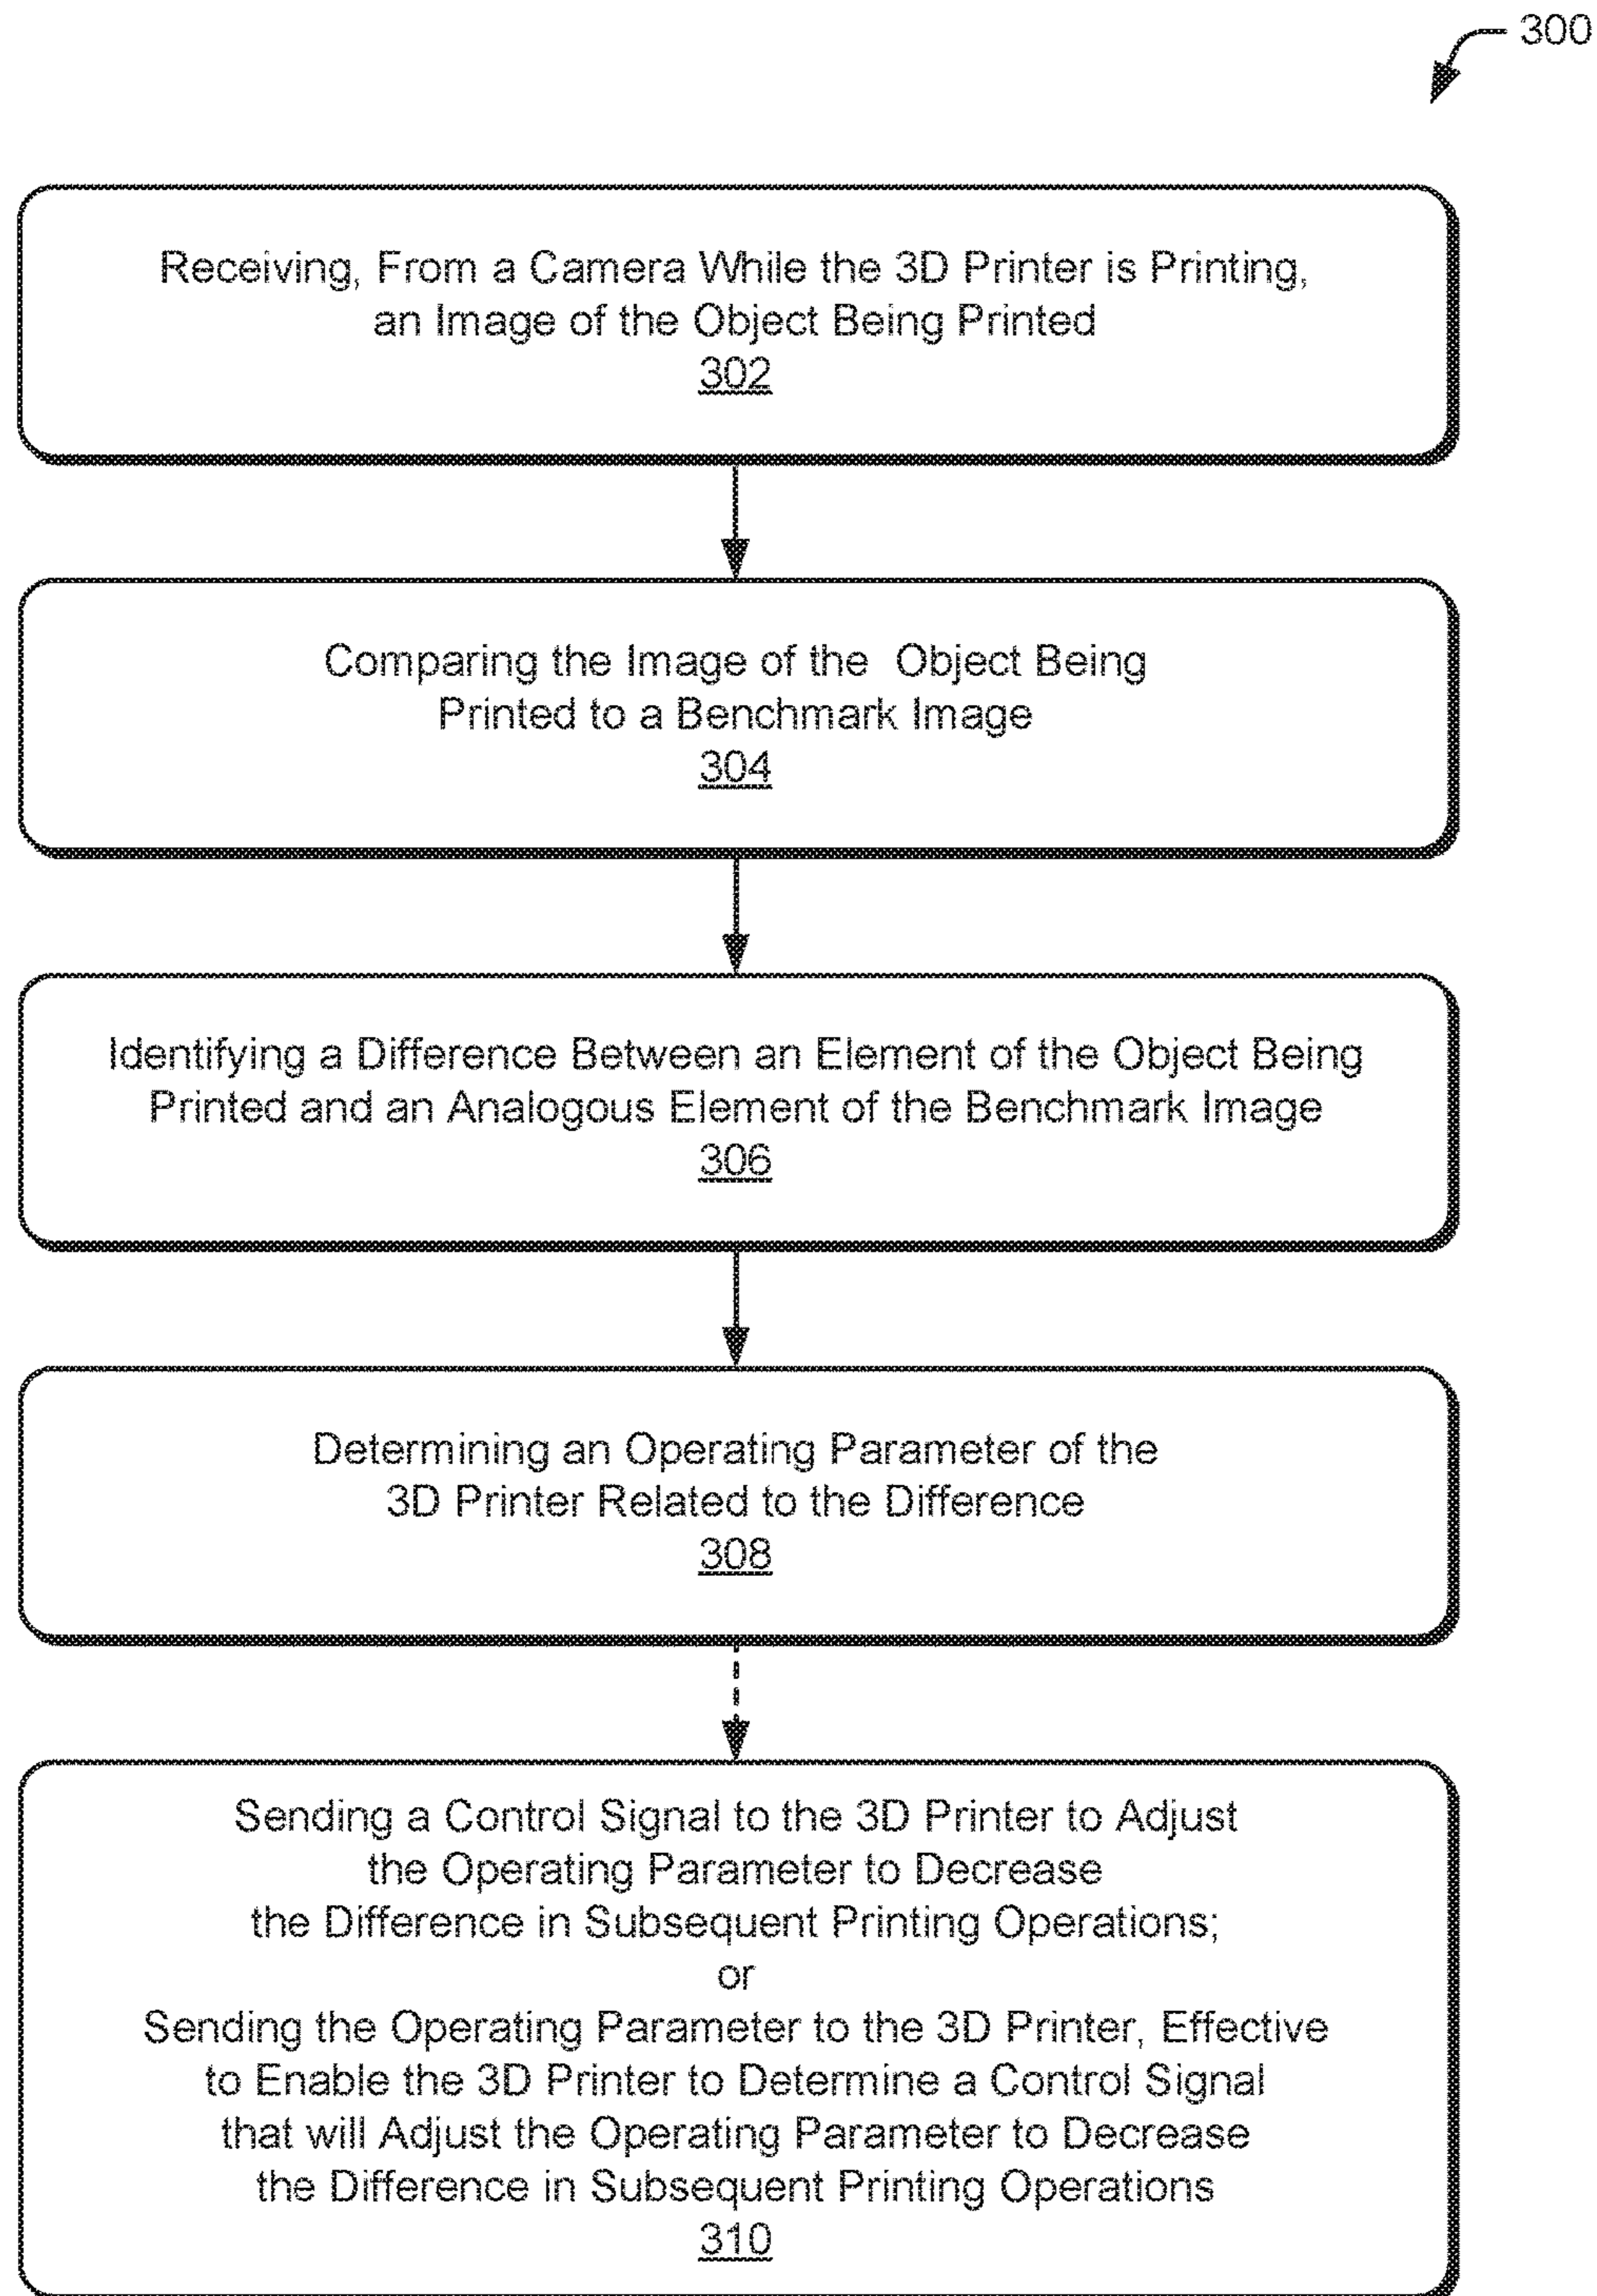 300
Receiving, From a Camera While the 3D Printer is Printing,
an Image of the Object Being Printed
302
Comparing the Image of the Object Being
Printed to a Benchmark Image
304
Identifying a Difference Between an Element of the Object Being
Printed and an Analogous Element of the Benchmark Image
306
Determining an Operating Parameter of the
3D Printer Related to the Difference
308
Sending a Control Signal to the 3D Printer to Adjust
the Operating Parameter to Decrease
the Difference in Subsequent Printing Operations;
or
Sending the Operating Parameter to the 3D Printer, Effective
to Enable the 3D Printer to Determine a Control Signal
that will Adjust the Operating Parameter to Decrease
the Difference in Subsequent Printing Operations
310